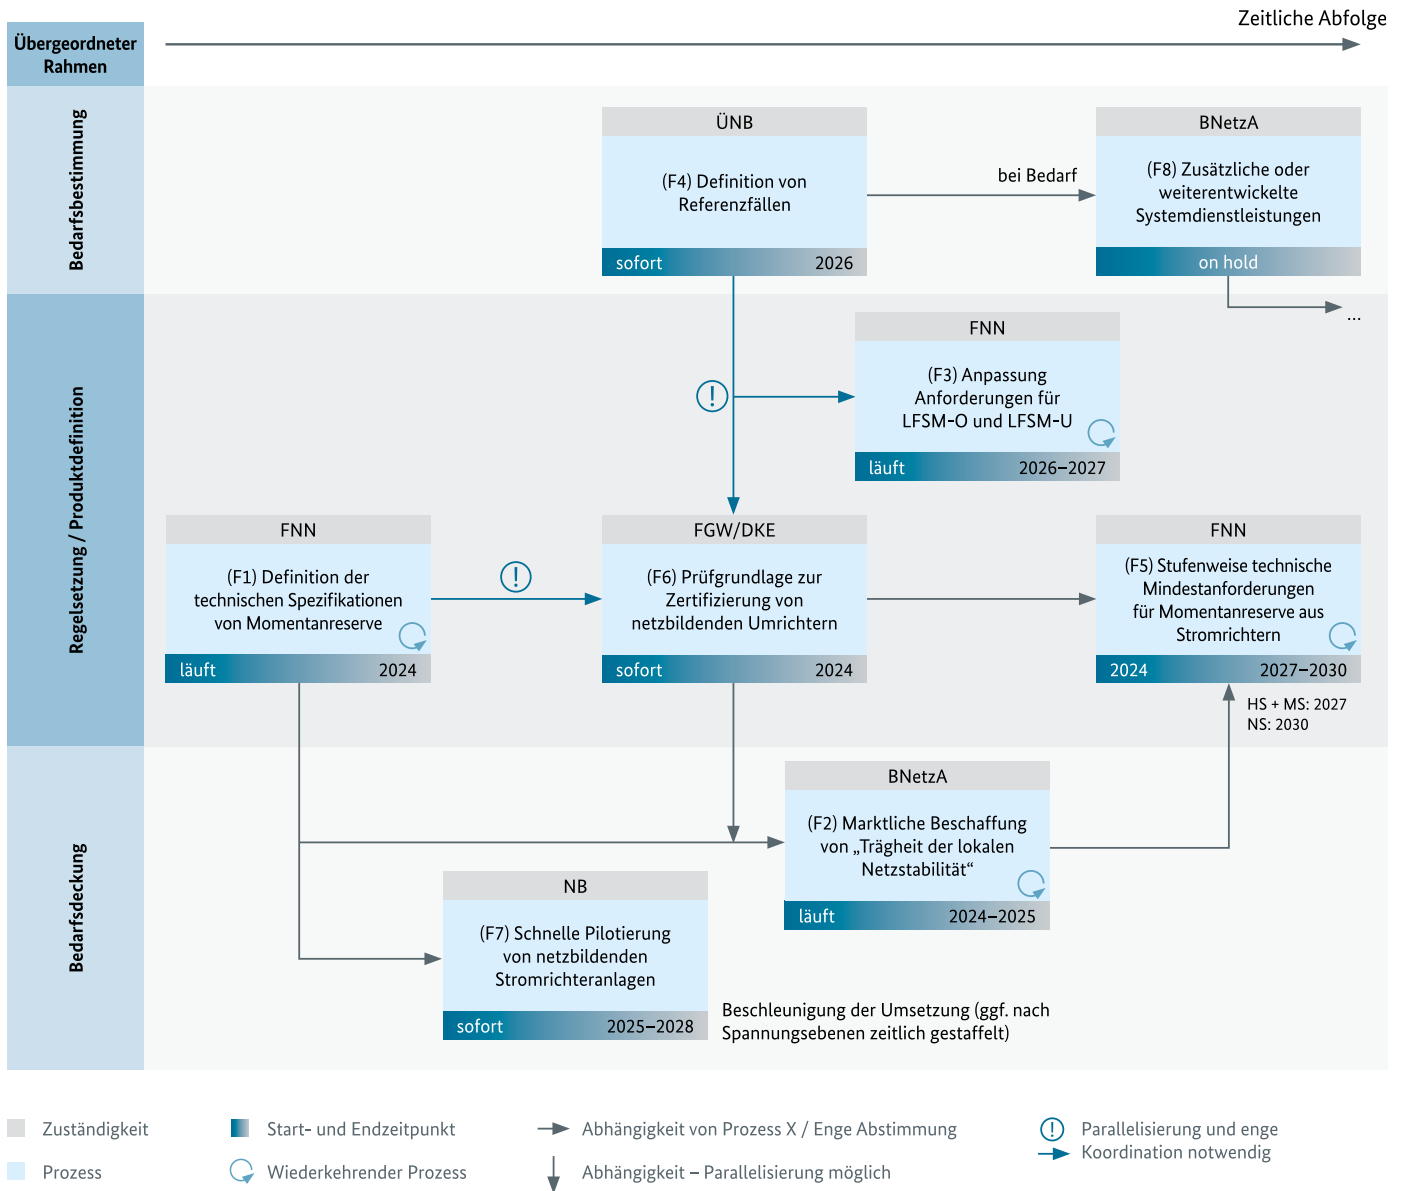 Zeitliche Abfolge
Übergeordneter
Rahmen
Bedarfsbestimmung
ÜNB
(F4) Definition von
Referenzfällen
sofort 2026
bei Bedarf
BNetzA
(F8) Zusätzliche oder
weiterentwickelte
Systemdienstleistungen
on hold
...
Regelsetzung / Produktdefinition
FNN
(F3) Anpassung
Anforderungen für
LFSM-O und LFSM-U
läuft 2026–2027
FNN
(F1) Definition der
technischen Spezifikationen
von Momentanreserve
läuft 2024
FGW/DKE
(F6) Prüfgrundlage zur
Zertifizierung von
netzbildenden Umrichtern
sofort 2024
FNN
(F5) Stufenweise technische
Mindestanforderungen
für Momentanreserve aus
Stromrichtern
2024 2027–2030
HS + MS: 2027
NS: 2030
Bedarfsdeckung
BNetzA
(F2) Marktliche Beschaffung
von „Trägheit der lokalen
Netzstabilität“
läuft 2024–2025
NB
(F7) Schnelle Pilotierung
von netzbildenden
Stromrichteranlagen
sofort 2025–2028
Beschleunigung der Umsetzung (ggf. nach
Spannungsebenen zeitlich gestaffelt)
Zuständigkeit
Prozess
Start- und Endzeitpunkt
Wiederkehrender Prozess
Abhängigkeit von Prozess X / Enge Abstimmung
Abhängigkeit – Parallelisierung möglich
Parallelisierung und enge
Koordination notwendig